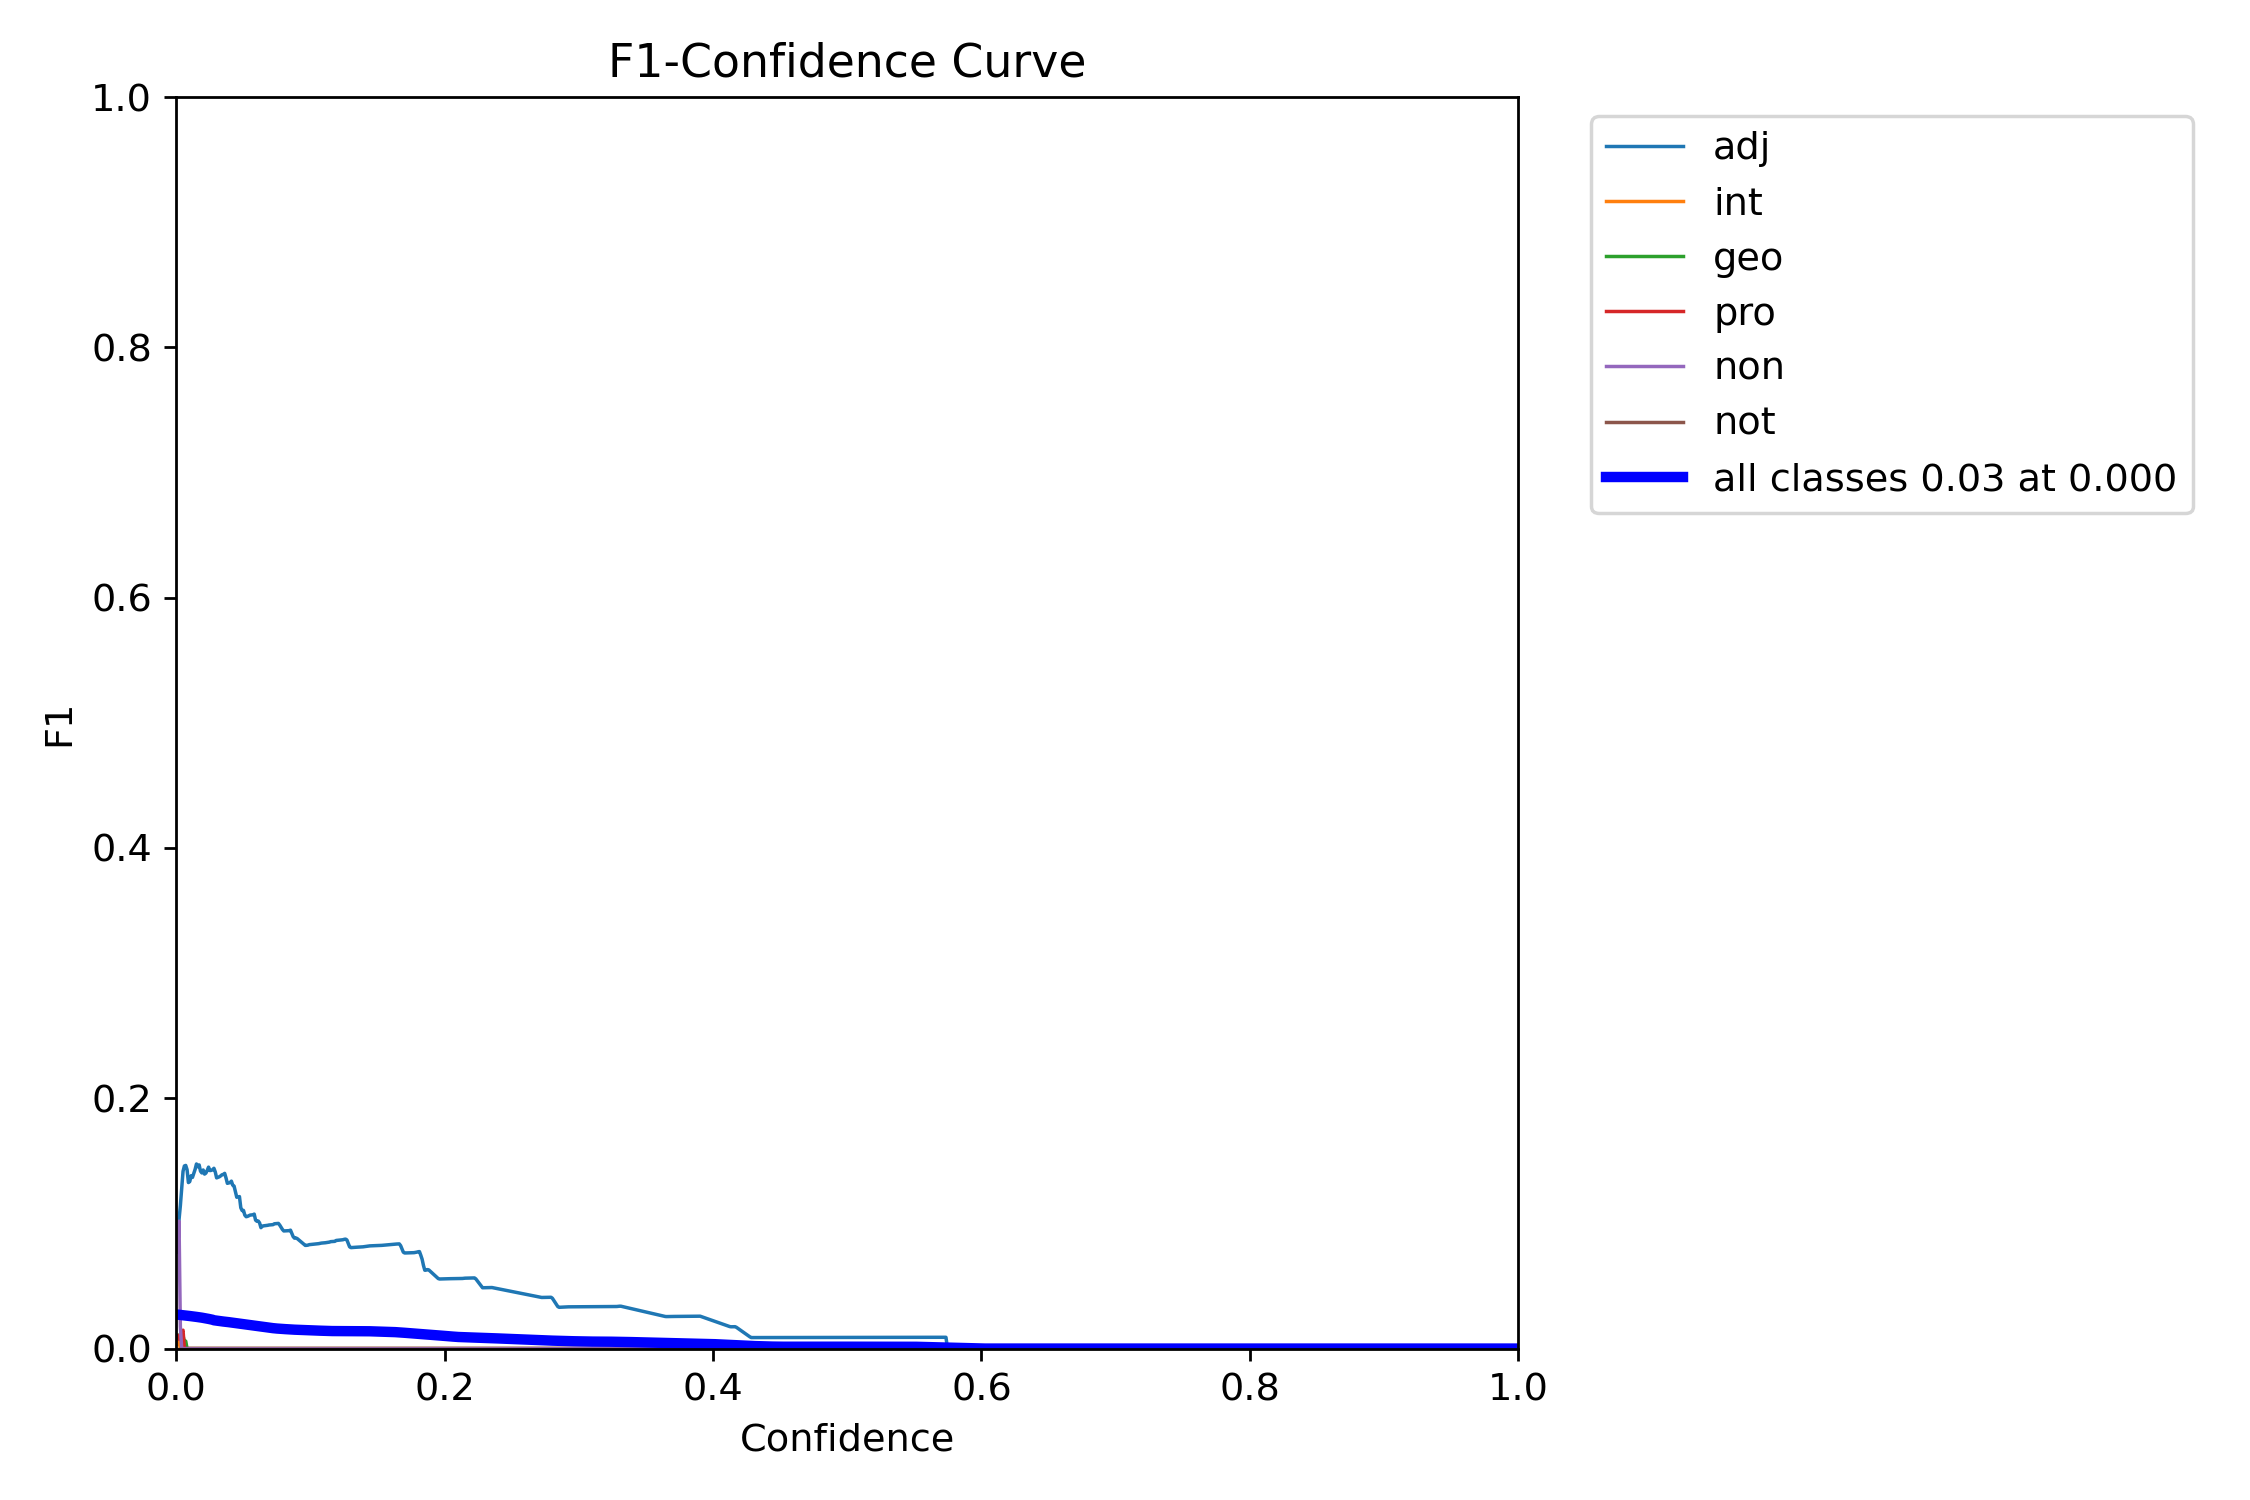 F1-Confidence Curve
1.0
0.8
0.6
0.4
0.2
0.0
F1
0.0 0.2 0.4 0.6 0.8 1.0
Confidence
adj
int
geo
pro
non
not
all classes 0.03 at 0.000